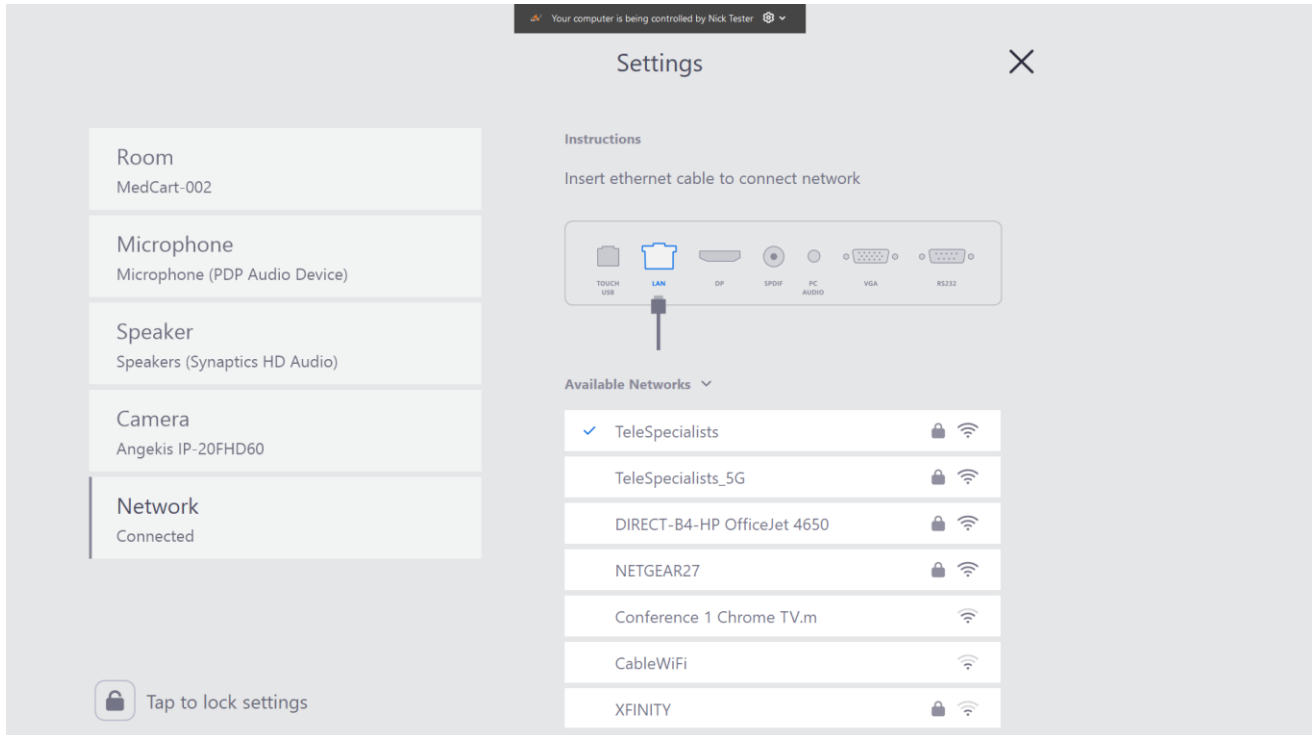 Your computer is being controlled by Nick Tester
Settings
Room
MedCart-002
Microphone
Microphone (PDP Audio Device)
Speaker
Speakers (Synaptics HD Audio)
Camera
Angekis IP-20FHD60
Network
Connected
Tap to lock settings
Instructions
Insert ethernet cable to connect network
TOUCH USB
LAN
DP
SPDIF
PC AUDIO
VGA
RS232
Available Networks
TeleSpecialists
TeleSpecialists_5G
DIRECT-B4-HP OfficeJet 4650
NETGEAR27
Conference 1 Chrome TV.m
CableWiFi
XFINITY